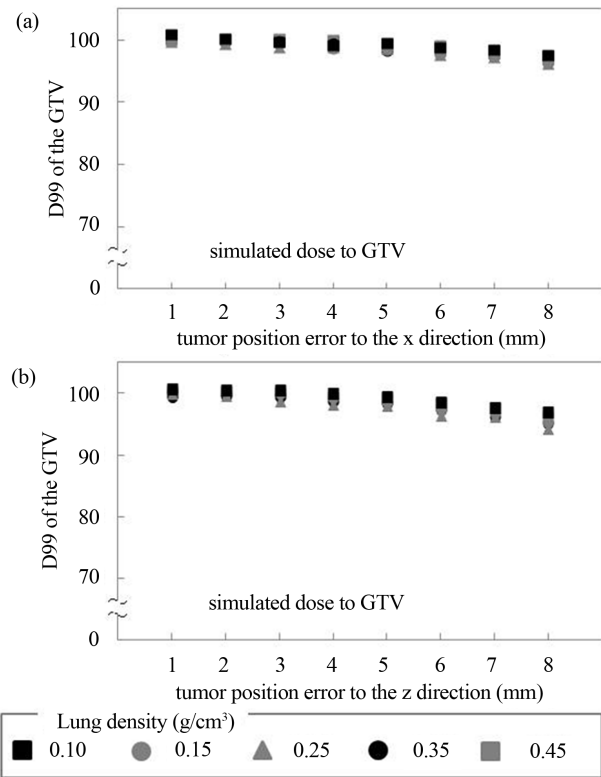 (a)
D99 of the GTV
100
90
80
70
0
simulated dose to GTV
1 2 3 4 5 6 7 8
tumor position error to the x direction (mm)
(b)
D99 of the GTV
100
90
80
70
0
simulated dose to GTV
1 2 3 4 5 6 7 8
tumor position error to the z direction (mm)
Lung density (g/cm³)
0.10 0.15 0.25 0.35 0.45